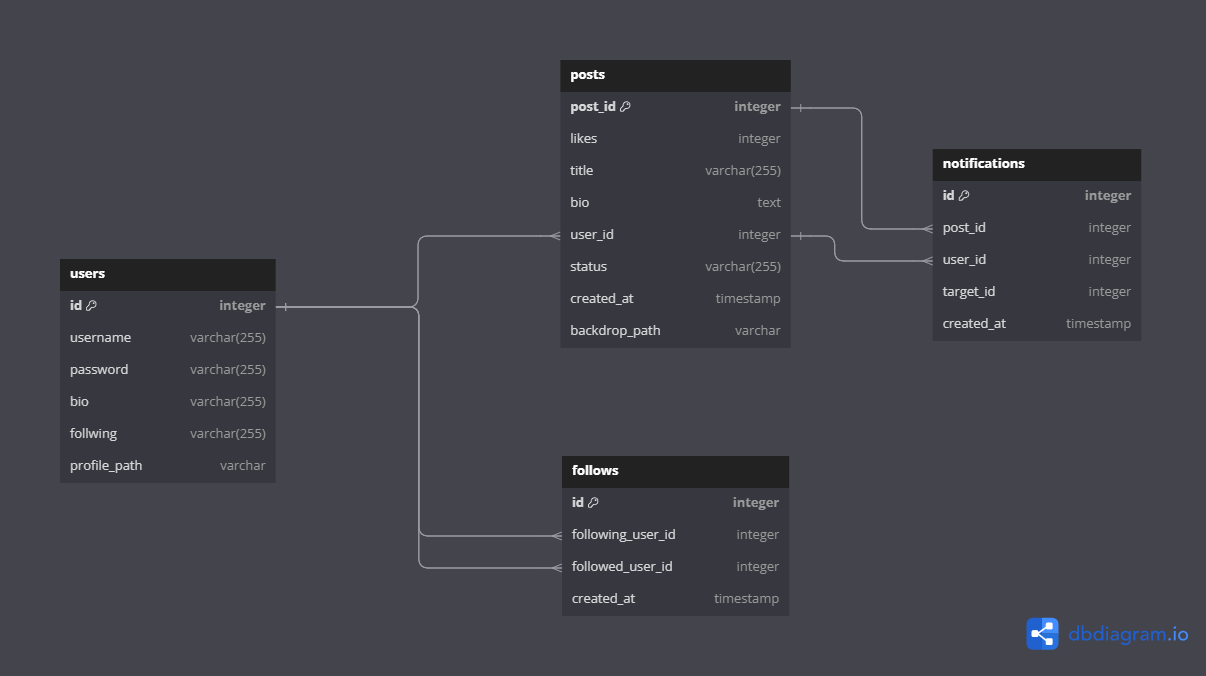 posts
post_id integer
likes integer
title varchar(255)
bio text
user_id integer
status varchar(255)
created_at timestamp
backdrop_path varchar
notifications
id integer
post_id integer
user_id integer
target_id integer
created_at timestamp
users
id integer
username varchar(255)
password varchar(255)
bio varchar(255)
follwing varchar(255)
profile_path varchar
follows
id integer
following_user_id integer
followed_user_id integer
created_at timestamp
dbdiagram.io